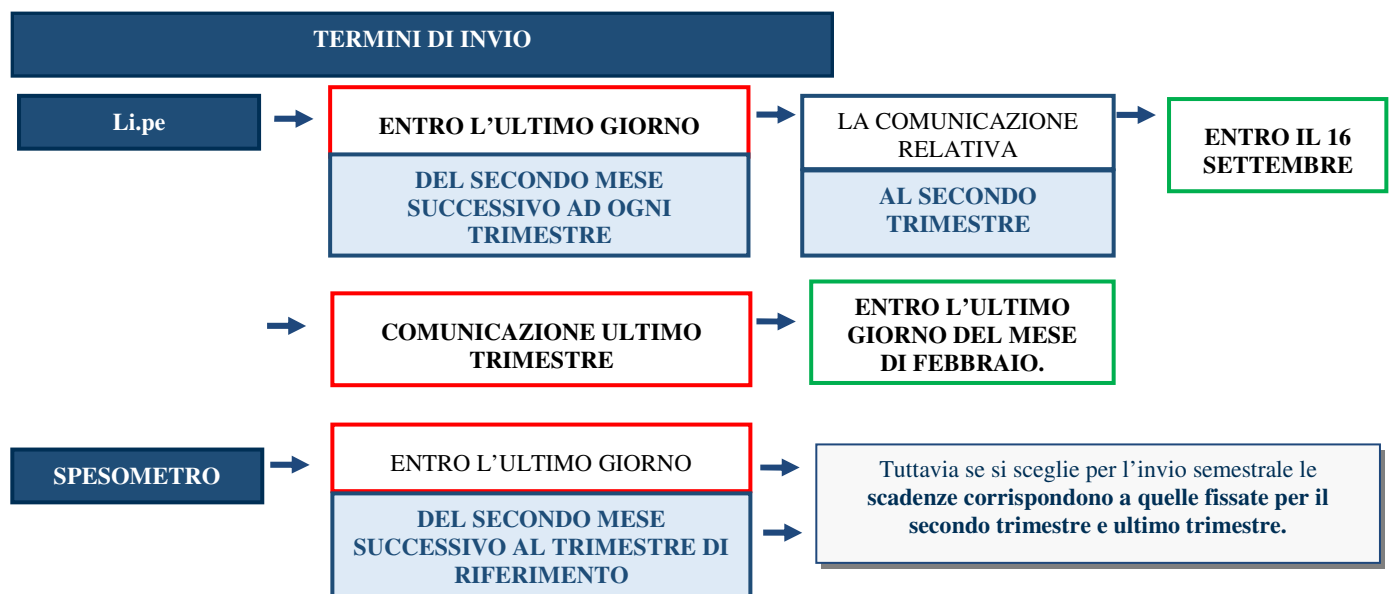 TERMINI DI INVIO
Li.pe
ENTRO L’ULTIMO GIORNO
DEL SECONDO MESE
SUCCESSIVO AD OGNI
TRIMESTRE
LA COMUNICAZIONE
RELATIVA
AL SECONDO
TRIMESTRE
ENTRO IL 16
SETTEMBRE
COMUNICAZIONE ULTIMO
TRIMESTRE
ENTRO L’ULTIMO
GIORNO DEL MESE
DI FEBBRAIO.
SPESOMETRO
ENTRO L’ULTIMO GIORNO
DEL SECONDO MESE
SUCCESSIVO AL TRIMESTRE DI
RIFERIMENTO
Tuttavia se si sceglie per l’invio semestrale le
scadenze corrispondono a quelle fissate per il
secondo trimestre e ultimo trimestre.